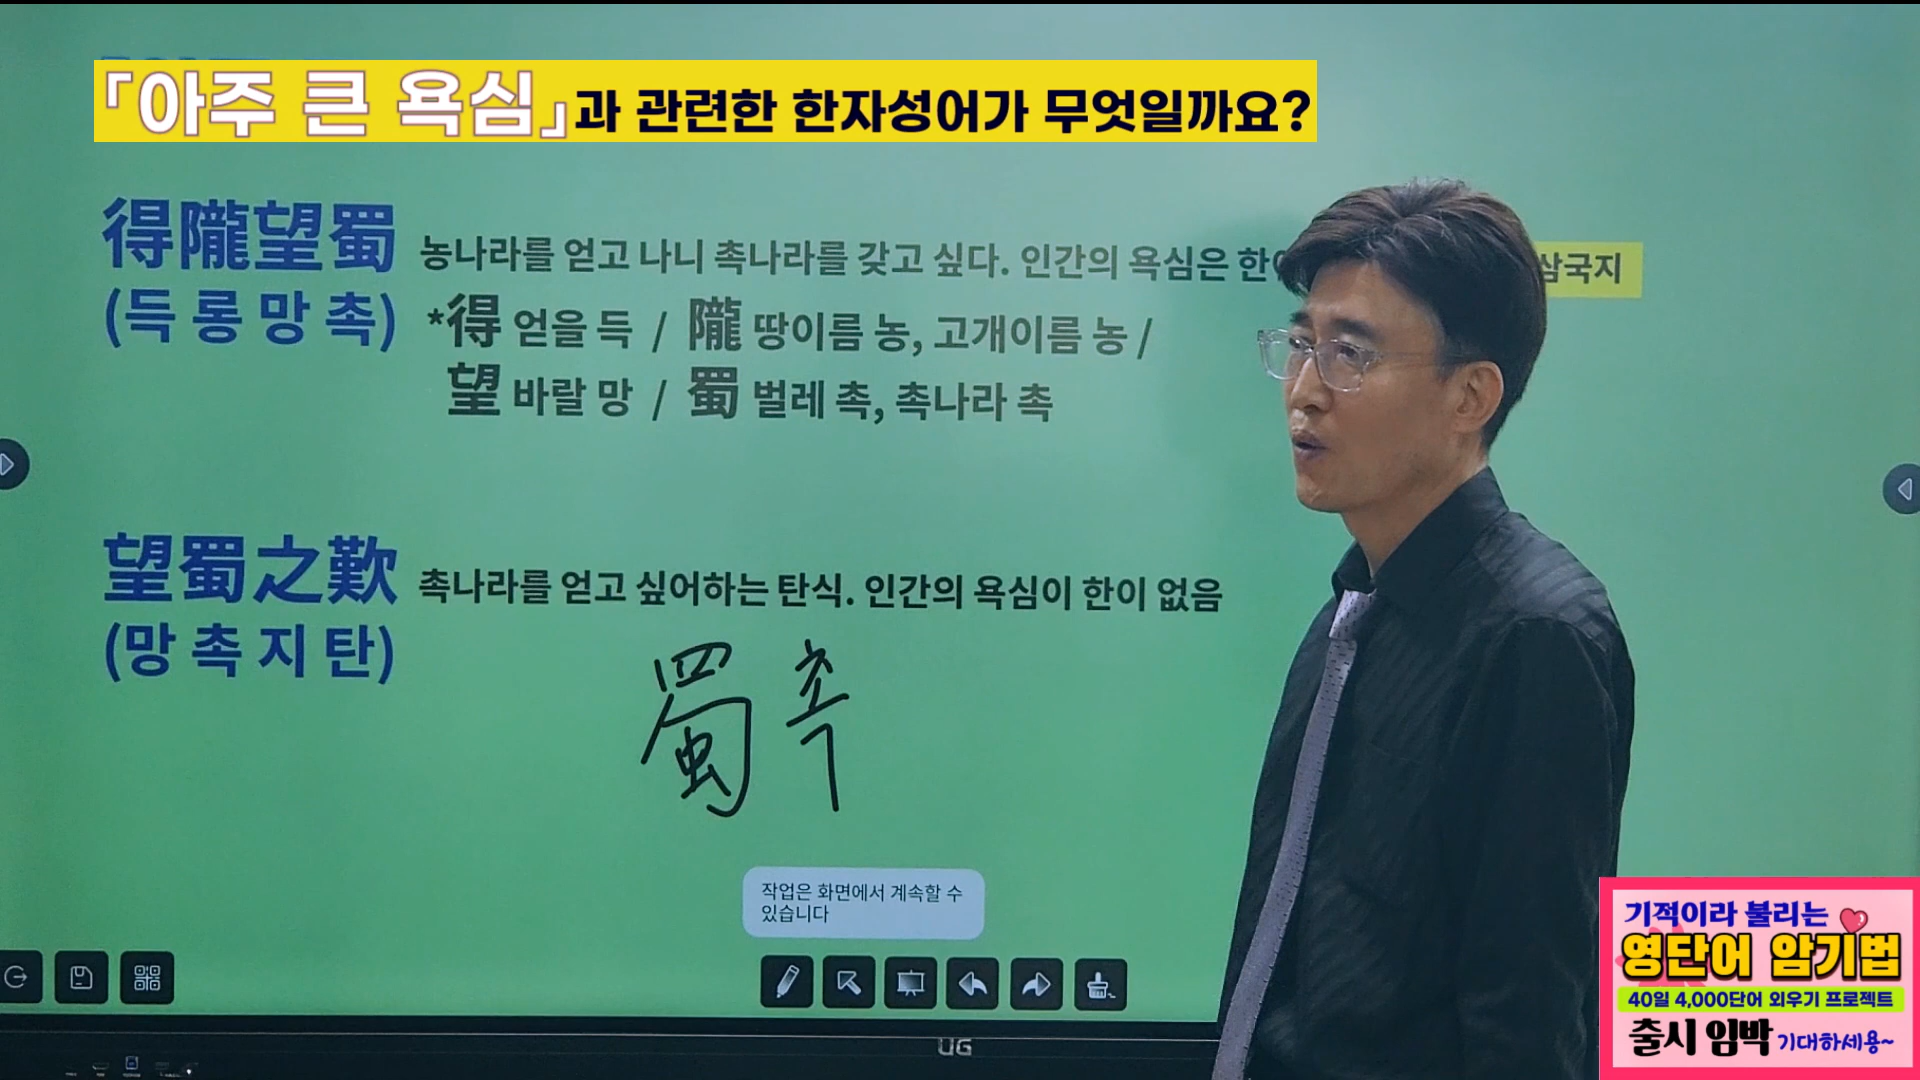 「아주 큰 욕심」과 관련한 한자성어가 무엇일까요?
得隴望蜀 농나라를 얻고 나니 촉나라를 갖고 싶다. 인간의 욕심은 한이 삼국지
(득 롱 망 촉) *得 얻을 득 / 隴 땅이름 농, 고개이름 농 /
望 바랄 망 / 蜀 벌레 촉, 촉나라 촉
望蜀之歎 촉나라를 얻고 싶어하는 탄식. 인간의 욕심이 한이 없음
(망 촉 지 탄)
蜀 촉
작업은 화면에서 계속할 수
있습니다
기적이라 불리는
영단어 암기법
40일 4,000단어 외우기 프로젝트
출시 임박 기대하세용~
UG